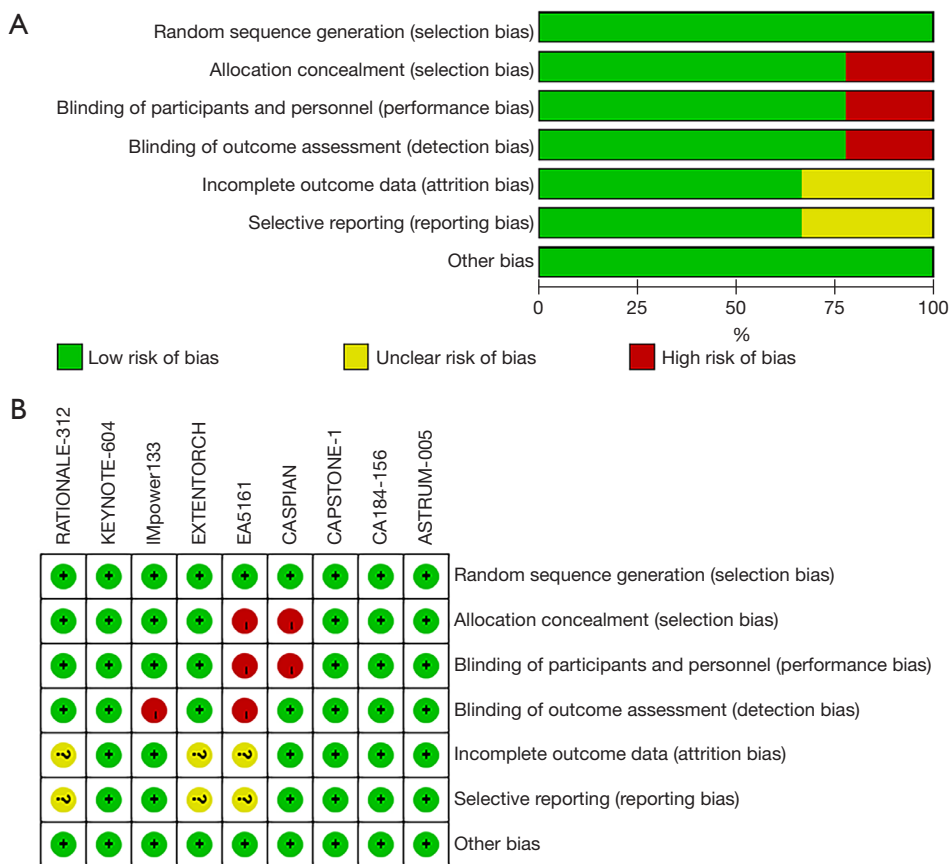 A
Random sequence generation (selection bias)
Allocation concealment (selection bias)
Blinding of participants and personnel (performance bias)
Blinding of outcome assessment (detection bias)
Incomplete outcome data (attrition bias)
Selective reporting (reporting bias)
Other bias
0 25 50 75 100
%
Low risk of bias Unclear risk of bias High risk of bias
B
RATIONALE-312 KEYNOTE-604 IMpower133 EXTENTORCH EA5161 CASPIAN CAPSTONE-1 CA184-156 ASTRUM-005
+ + + + + + + + + Random sequence generation (selection bias)
+ + + + - - + + + Allocation concealment (selection bias)
+ + + + - - + + + Blinding of participants and personnel (performance bias)
+ + - + - + + + + Blinding of outcome assessment (detection bias)
? + + ? ? + + + + Incomplete outcome data (attrition bias)
? + + ? ? + + + + Selective reporting (reporting bias)
+ + + + + + + + + Other bias